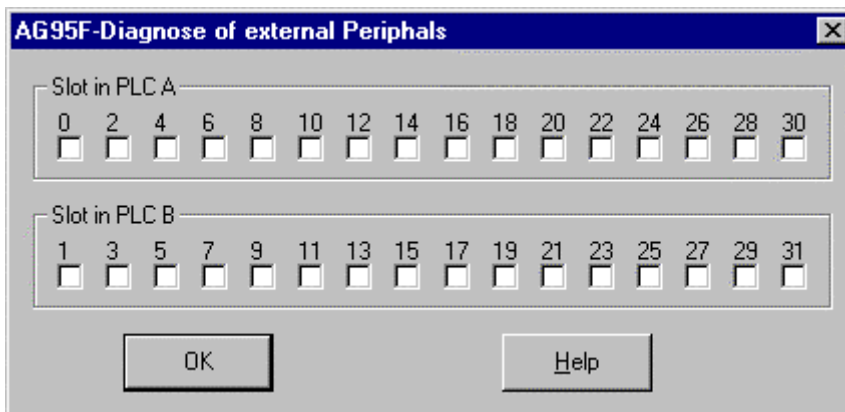 AG95F-Diagnose of external Periphals
Slot in PLC A
0 2 4 6 8 10 12 14 16 18 20 22 24 26 28 30
Slot in PLC B
1 3 5 7 9 11 13 15 17 19 21 23 25 27 29 31
OK Help